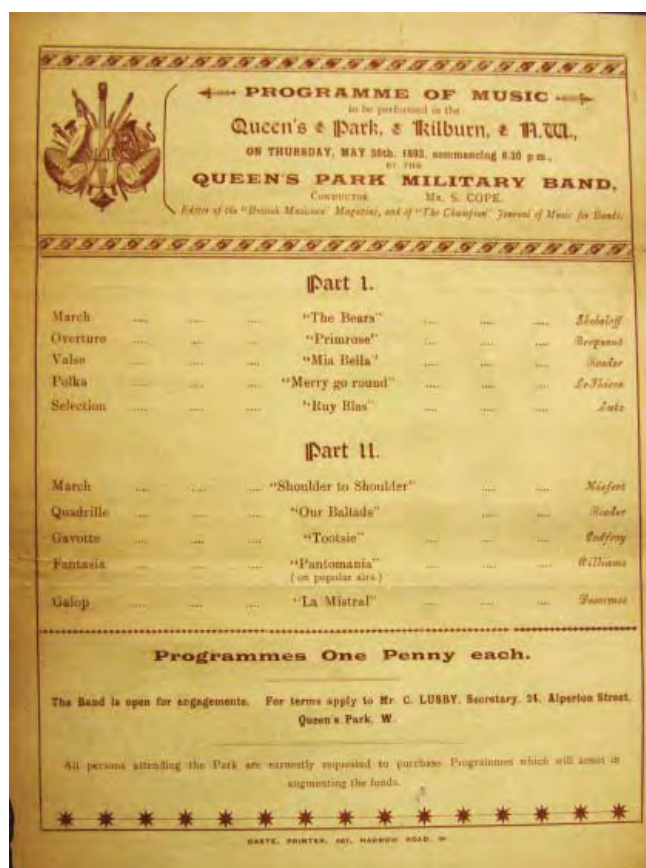 PROGRAMME OF MUSIC
to be performed in the
Queen's Park, Kilburn, N.W.,
ON THURSDAY, MAY 1893, commencing 6.30 p.m.,
BY THE
QUEEN'S PARK MILITARY BAND,
CONDUCTOR MR. S. COPE,
Editor of the "British Musician" Magazine, and of "The Champion" Journal of Music for Bands.
Part I.
March .... .... .... "The Bears" .... .... .... Skobeloff
Overture .... .... .... "Primrose" .... .... ....
Valse .... .... .... "Mia Bella" .... .... .... Roeder
Polka .... .... .... "Merry go round" .... .... .... Le Thiere
Selection .... .... .... "Ruy Blas" .... .... .... Lutz
Part II.
March .... .... .... "Shoulder to Shoulder" .... ....
Quadrille .... .... .... "Our Ballads" .... .... Roeder
Gavotte .... .... .... "Tootsie" .... .... .... Godfrey
Fantasia .... .... .... "Pantomania" .... .... .... Williams
(on popular airs.)
Galop .... .... .... "La Mistral" .... .... .... Desormes
Programmes One Penny each.
The Band is open for engagements. For terms apply to Mr. C. LUSBY, Secretary, 24, Alperton Street,
Queen's Park, W.
All persons attending the Park are earnestly requested to purchase Programmes which will assist in
augmenting the funds.
PRINTER, HARROW ROAD, W